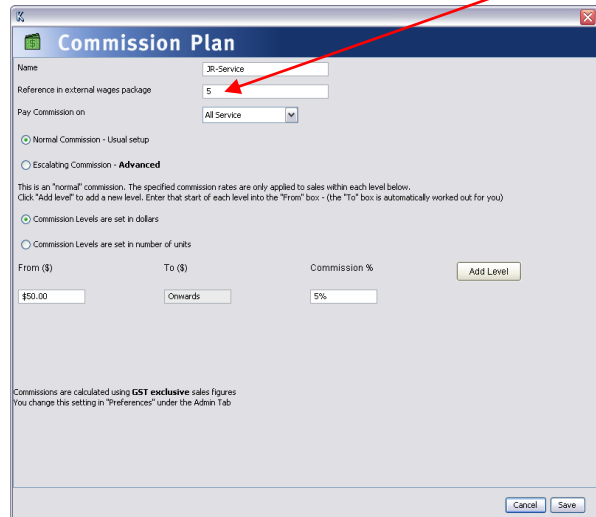 K
Commission Plan
Name JR-Service
Reference in external wages package 5
Pay Commission on All Service
Normal Commission - Usual setup
Escalating Commission - Advanced
This is an "normal" commission. The specified commission rates are only applied to sales within each level below.
Click "Add level" to add a new level. Enter that start of each level into the "From" box - (the "To" box is automatically worked out for you)
Commission Levels are set in dollars
Commission Levels are set in number of units
From ($) To ($) Commission % Add Level
$50.00 Onwards 5%
Commissions are calculated using GST exclusive sales figures
You change this setting in "Preferences" under the Admin Tab
Cancel Save